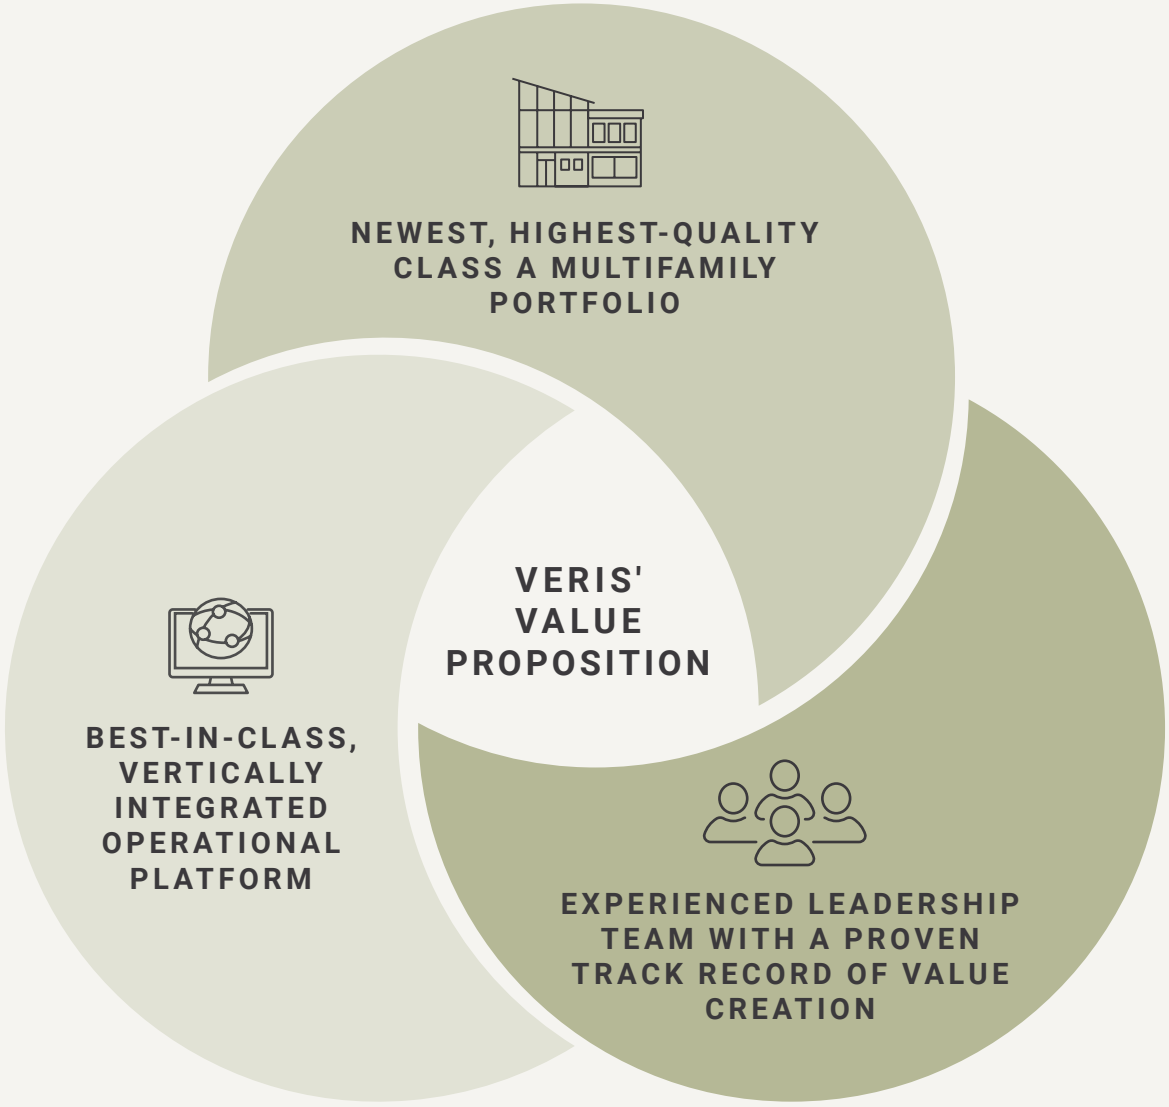 NEWEST, HIGHEST-QUALITY
CLASS A MULTIFAMILY
PORTFOLIO
VERIS'
VALUE
PROPOSITION
BEST-IN-CLASS,
VERTICALLY
INTEGRATED
OPERATIONAL
PLATFORM
EXPERIENCED LEADERSHIP
TEAM WITH A PROVEN
TRACK RECORD OF VALUE
CREATION